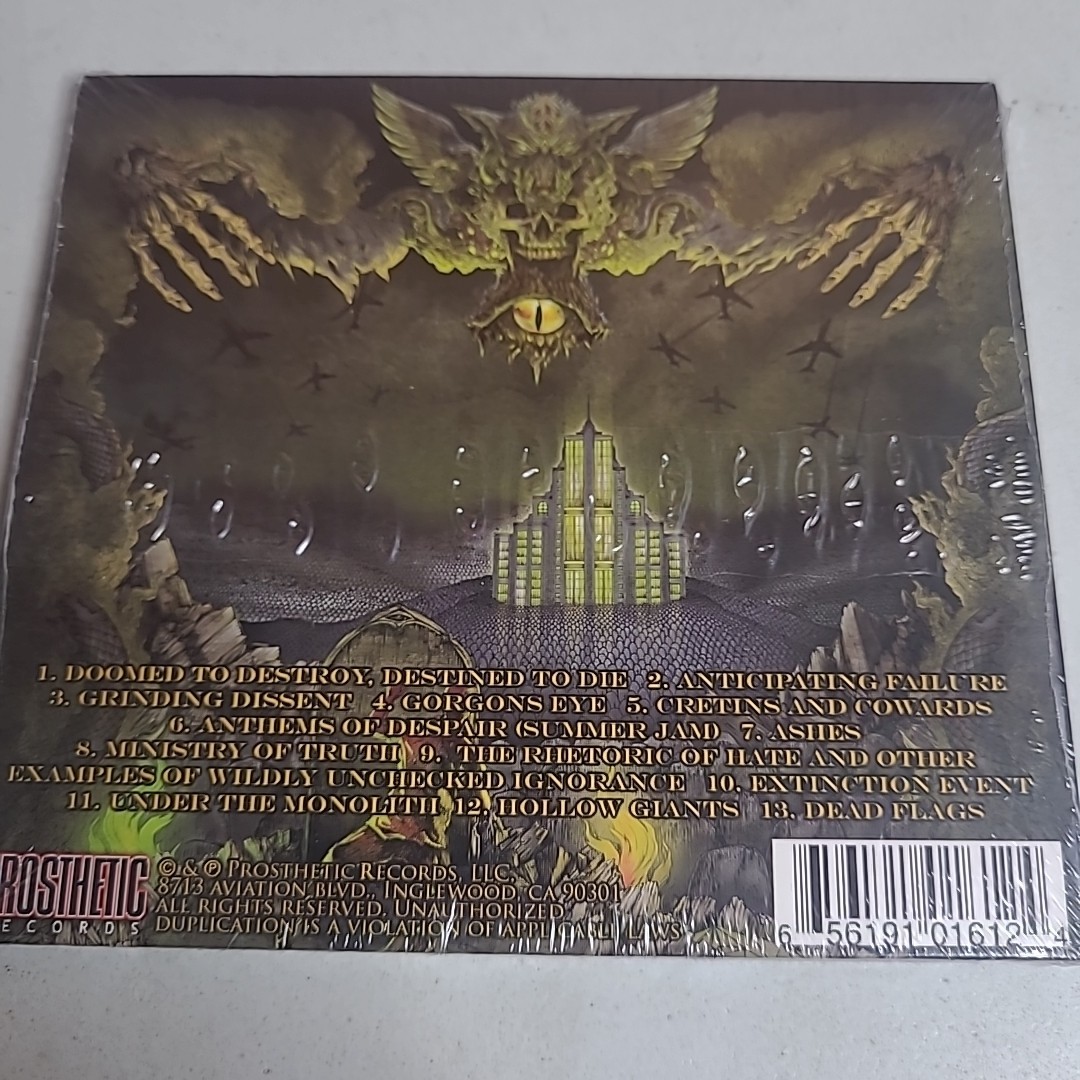 1. DOOMED TO DESTROY, DESTINED TO DIE 2. ANTICIPATING FAILURE
3. GRINDING DISSENT 4. GORGONS EYE 5. CRETINS AND COWARDS
6. ANTHEMS OF DESPAIR (SUMMER JAM) 7. ASHES
8. MINISTRY OF TRUTH 9. THE RHETORIC OF HATE AND OTHER
EXAMPLES OF WILDLY UNCHECKED IGNORANCE 10. EXTINCTION EVENT
11. UNDER THE MONOLITH 12. HOLLOW GIANTS 13. DEAD FLAGS
ROSTHETIC
ECORDS
© & ℗ PROSTHETIC RECORDS, LLC,
8713 AVIATION BLVD., INGLEWOOD, CA 90301
ALL RIGHTS RESERVED. UNAUTHORIZED
DUPLICATION IS A VIOLATION OF APPLICABLE LAWS
6 56191 01612 4